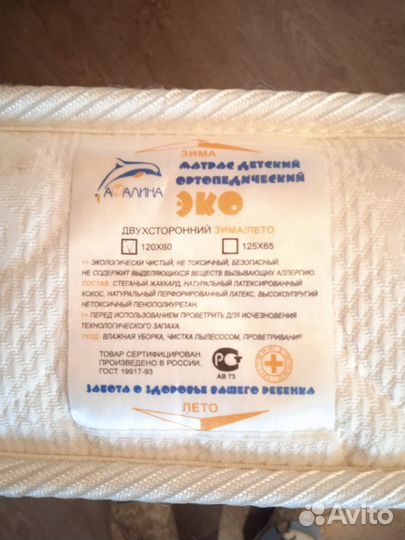 ЗИМА
АФАЛИНА
МАТРАС ДЕТСКИЙ
ОРТОПЕДИЧЕСКИЙ
ЭКО
ДВУХСТОРОННИЙ ЗИМА/ЛЕТО
120Х60 125Х65
<< ЭКОЛОГИЧЕСКИ ЧИСТЫЙ, НЕ ТОКСИЧНЫЙ, БЕЗОПАСНЫЙ.
НЕ СОДЕРЖИТ ВЫДЕЛЯЮЩИХСЯ ВЕЩЕСТВ ВЫЗЫВАЮЩИХ АЛЛЕРГИЮ.
СОСТАВ: СТЕГАНЫЙ ЖАККАРД, НАТУРАЛЬНЫЙ ЛАТЕКСИРОВАННЫЙ
КОКОС, НАТУРАЛЬНЫЙ ПЕРФОРИРОВАННЫЙ ЛАТЕКС, ВЫСОКОУПРУГИЙ
НЕТОКСИЧНЫЙ ПЕНОПОЛИУРЕТАН.
>> ПЕРЕД ИСПОЛЬЗОВАНИЕМ ПРОВЕТРИТЬ ДЛЯ ИСЧЕЗНОВЕНИЯ
ТЕХНОЛОГИЧЕСКОГО ЗАПАХА.
УХОД: ВЛАЖНАЯ УБОРКА, ЧИСТКА ПЫЛЕСОСОМ, ПРОВЕТРИВАНИЕ
ТОВАР СЕРТИФИЦИРОВАН.
ПРОИЗВЕДЕНО В РОССИИ.
ГОСТ 19917-93
АВ 73
ЗАБОТА О ЗДОРОВЬЕ ВАШЕГО РЕБЕНКА
ЛЕТО
Avito